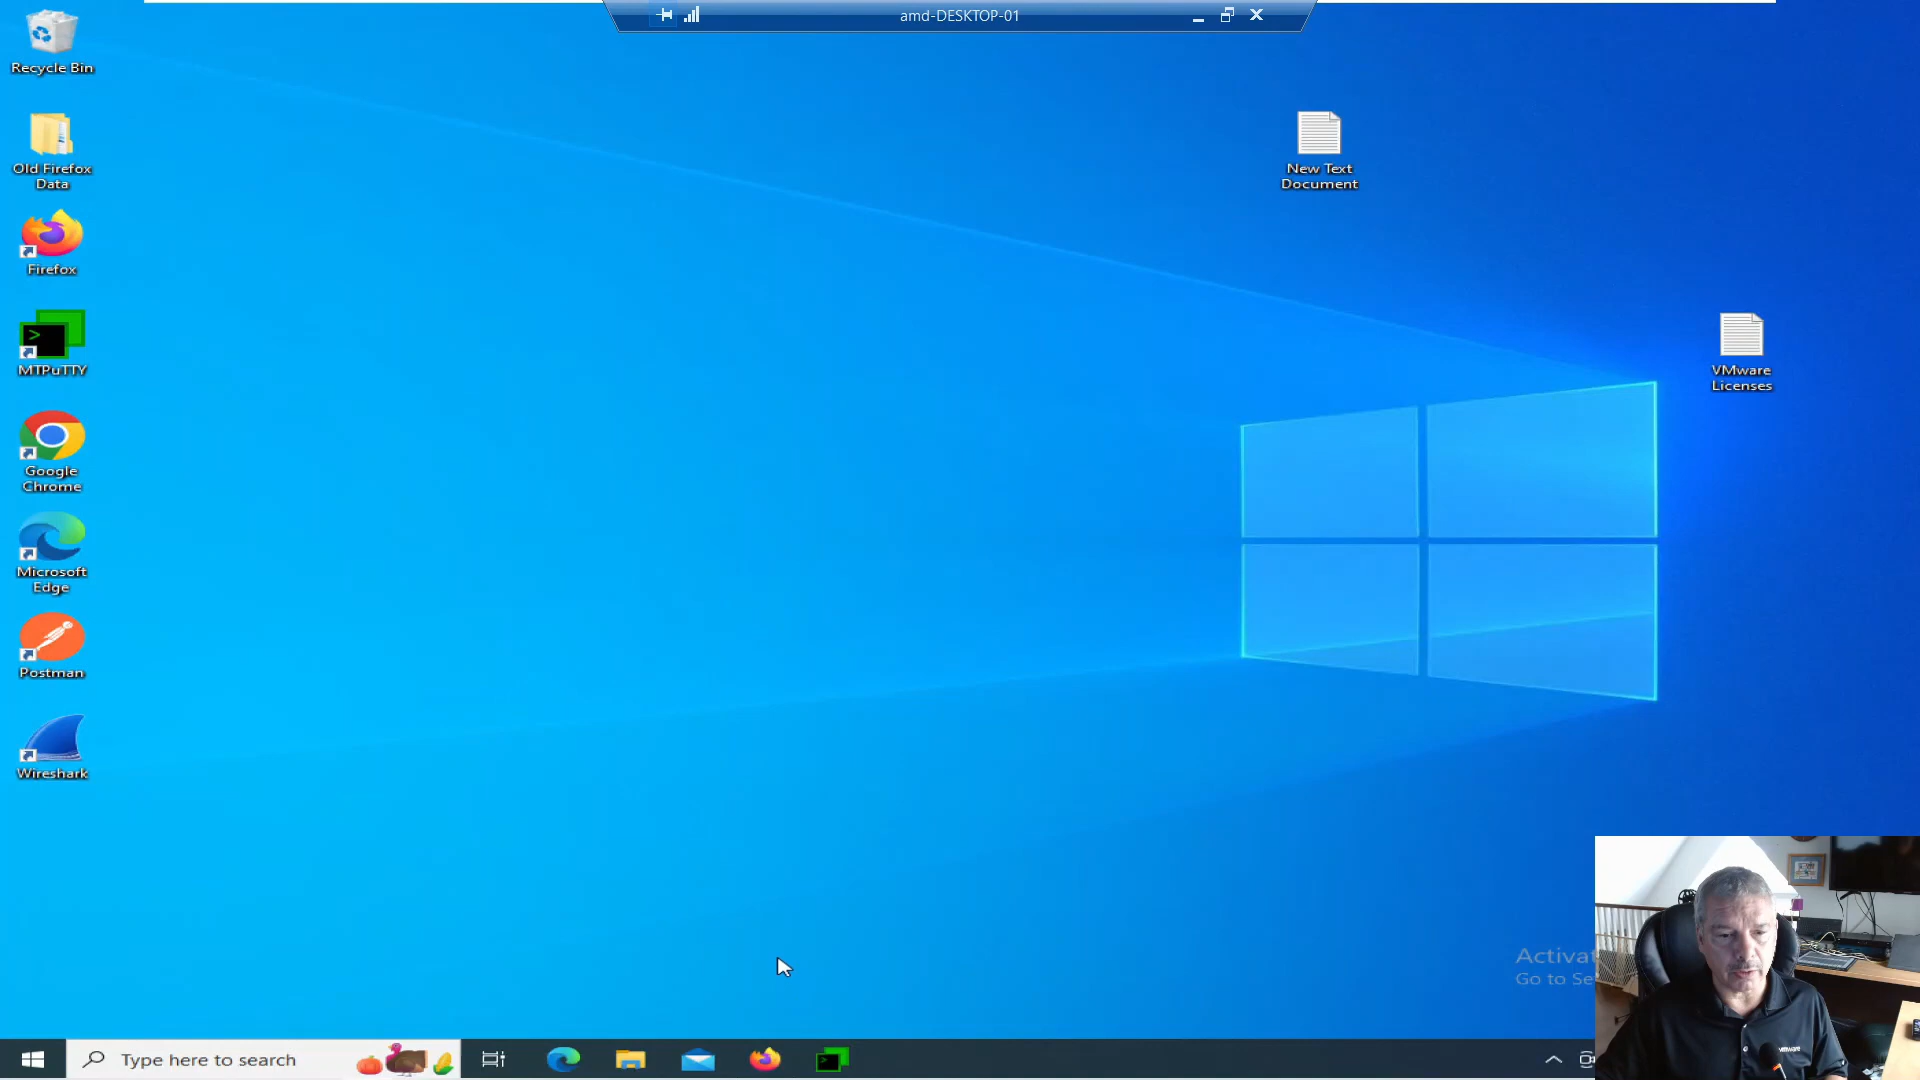 amd-DESKTOP-01
Recycle Bin
Old Firefox
Data
Firefox
MTPuTTY
Google
Chrome
Microsoft
Edge
Postman
Wireshark
New Text
Document
VMware
Licenses
Activat
Go to Se
Type here to search
vmware